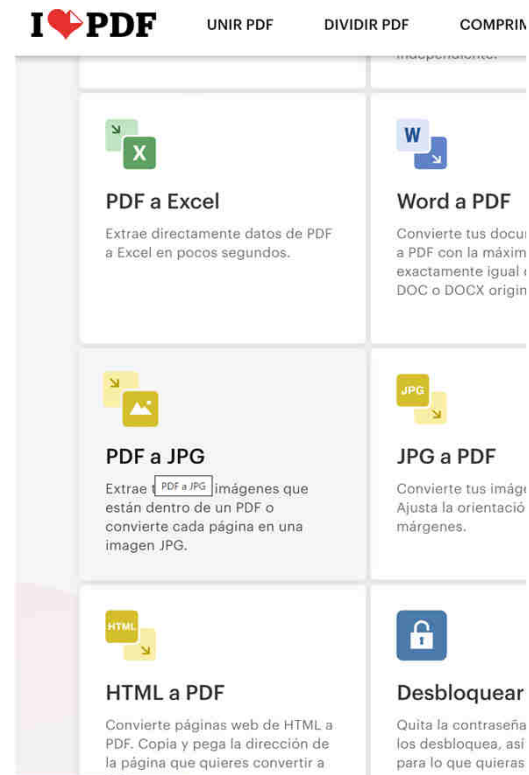 I PDF UNIR PDF DIVIDIR PDF COMPRIM
independiente.
X
PDF a Excel
Extrae directamente datos de PDF
a Excel en pocos segundos.
W
Word a PDF
Convierte tus docu
a PDF con la máxim
exactamente igual
DOC o DOCX origin
PDF a JPG
Extrae t PDF a JPG imágenes que
están dentro de un PDF o
convierte cada página en una
imagen JPG.
JPG
JPG a PDF
Convierte tus imáge
Ajusta la orientació
márgenes.
HTML
HTML a PDF
Convierte páginas web de HTML a
PDF. Copia y pega la dirección de
la página que quieres convertir a
Desbloquear
Quita la contraseña
los desbloquea, así
para lo que quieras